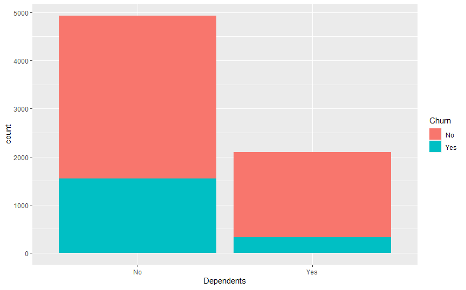 5000
4000
3000
2000
1000
0
count
No
Yes
Dependents
Churn
No
Yes